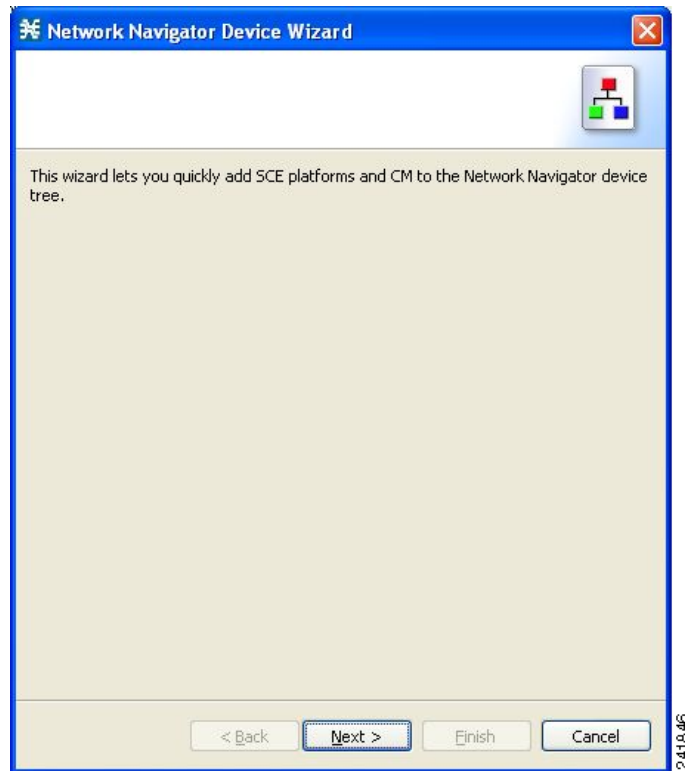 Network Navigator Device Wizard
This wizard lets you quickly add SCE platforms and CM to the Network Navigator device
tree.
< Back Next > Finish Cancel
241846